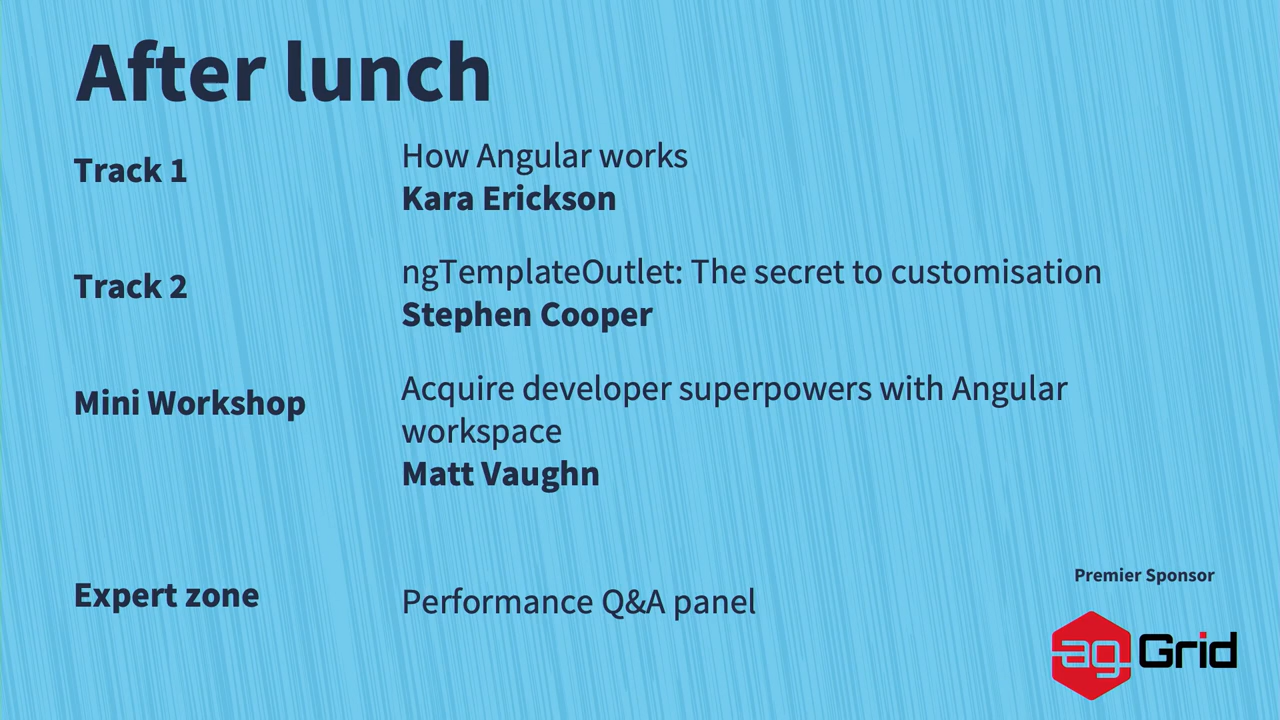 After lunch
Track 1
How Angular works
Kara Erickson
Track 2
ngTemplateOutlet: The secret to customisation
Stephen Cooper
Mini Workshop
Acquire developer superpowers with Angular
workspace
Matt Vaughn
Expert zone
Performance Q&A panel
Premier Sponsor
ag Grid